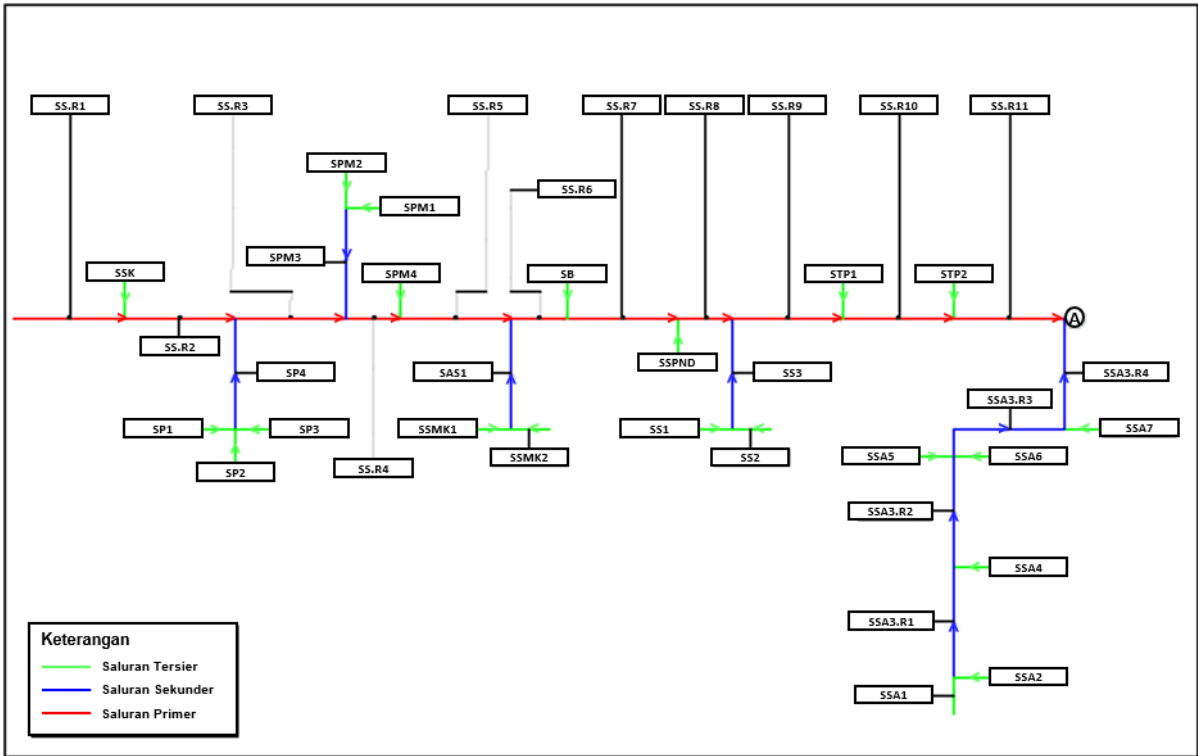 SS.R1
SS.R3
SS.R5
SS.R7
SS.R8
SS.R9
SS.R10
SS.R11
SPM2
SS.R6
SPM1
SPM3
SSK
SPM4
SB
STP1
STP2
A
SS.R2
SSPND
SP4
SAS1
SS3
SSA3.R4
SSA3.R3
SP1
SP3
SSMK1
SS1
SSA7
SP2
SS.R4
SSMK2
SS2
SSA5
SSA6
SSA3.R2
SSA4
SSA3.R1
SSA2
SSA1
Keterangan
Saluran Tersier
Saluran Sekunder
Saluran Primer